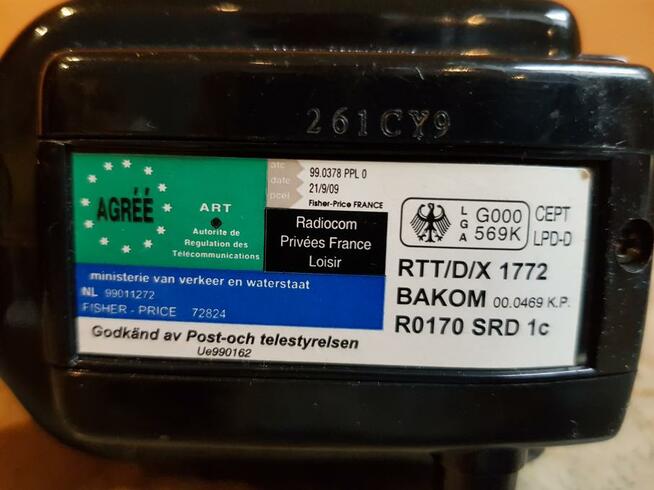 261CY9
AGRÉÉ
ART
Autorite de
Régulation des
Télécommunications
atc 99.0378 PPL 0
date 21/9/09
pcel Fisher-Price FRANCE
Radiocom
Privées France
Loisir
LGA
G000
569K
CEPT
LPD-D
RTT/D/X 1772
BAKOM 00.0469 K.P.
R0170 SRD 1c
ministerie van verkeer en waterstaat
NL 99011272
FISHER - PRICE 72824
Godkänd av Post-och telestyrelsen
Ue990162